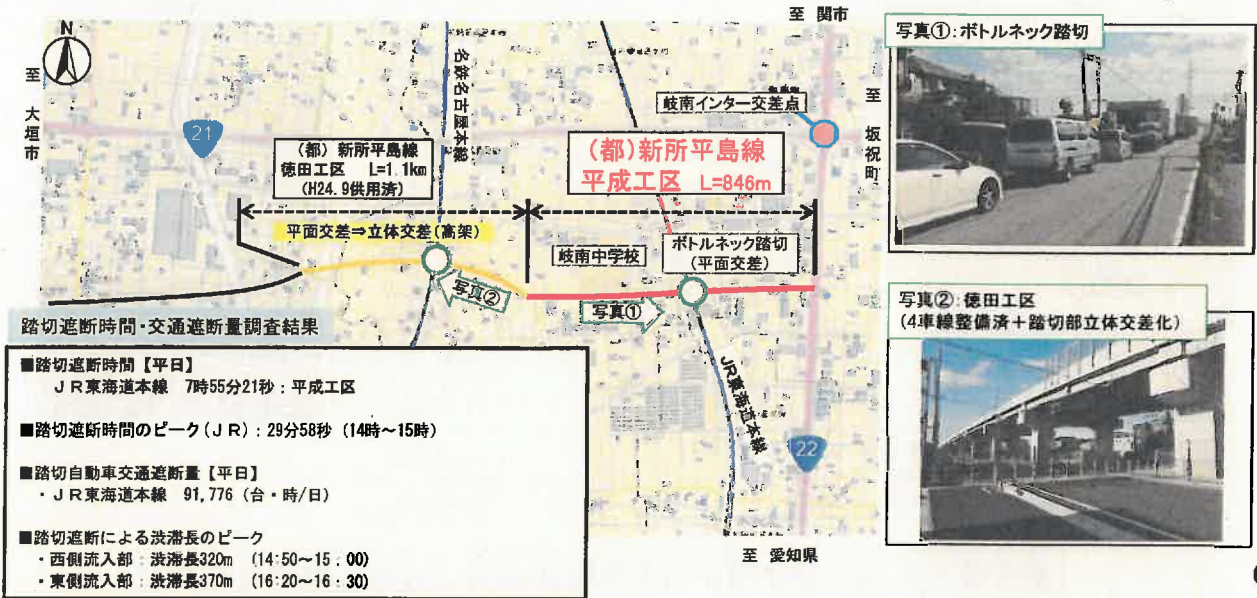 N
至 大垣市
21
(都) 新所平島線
徳田工区 L=1.1km
(H24.9供用済)
平面交差⇒立体交差(高架)
名鉄名古屋本線
写真②
至 関市
岐南インター交差点
至 坂祝町
(都)新所平島線
平成工区 L=846m
岐南中学校
ボトルネック踏切
(平面交差)
写真①
JR東海道本線
22
至 愛知県
写真①:ボトルネック踏切
写真②:徳田工区
(4車線整備済+踏切部立体交差化)
踏切遮断時間・交通遮断量調査結果
■踏切遮断時間【平日】
JR東海道本線 7時55分21秒:平成工区
■踏切遮断時間のピーク(JR):29分58秒 (14時~15時)
■踏切自動車交通遮断量【平日】
・JR東海道本線 91,776 (台・時/日)
■踏切遮断による渋滞長のピーク
・西側流入部:渋滞長320m (14:50~15:00)
・東側流入部:渋滞長370m (16:20~16:30)